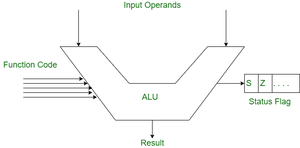 Input Operands
Function Code
ALU
S Z ....
Status Flag
Result